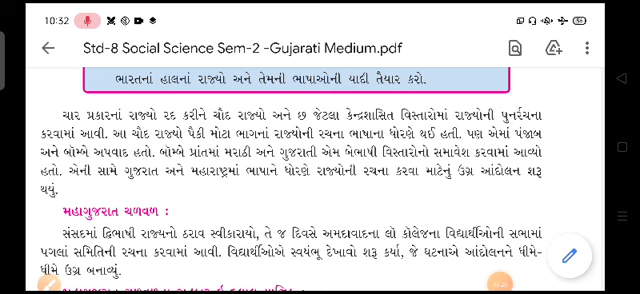 10:32
Std-8 Social Science Sem-2 -Gujarati Medium.pdf
ભારતનાં હાલનાં રાજ્યો અને તેમની ભાષાઓની યાદી તૈયાર કરો.
ચાર પ્રકારનાં રાજ્યો રદ કરીને ચૌદ રાજ્યો અને છ જેટલા કેન્દ્રશાસિત વિસ્તારોમાં રાજ્યોની પુનર્રચના
કરવામાં આવી. આ ચૌદ રાજ્યો પૈકી મોટા ભાગનાં રાજ્યોની રચના ભાષાના ધોરણે થઈ હતી. પણ એમાં પંજાબ
અને બૉમ્બે અપવાદ હતો. બૉમ્બે પ્રાંતમાં મરાઠી અને ગુજરાતી એમ બેભાષી વિસ્તારોનો સમાવેશ કરવામાં આવ્યો
હતો. એની સામે ગુજરાત અને મહારાષ્ટ્રમાં ભાષાને ધોરણે રાજ્યોની રચના કરવા માટેનું ઉગ્ર આંદોલન શરૂ
થયું.
મહાગુજરાત ચળવળ :
સંસદમાં દ્વિભાષી રાજ્યનો ઠરાવ સ્વીકારાયો, તે જ દિવસે અમદાવાદના લૉ કૉલેજના વિદ્યાર્થીઓની સભામાં
પગલાં સમિતિની રચના કરવામાં આવી. વિદ્યાર્થીઓએ સ્વયંભૂ દેખાવો શરૂ કર્યા, જે ઘટનાએ આંદોલનને ધીમે-
ધીમે ઉગ્ર બનાવ્યું.